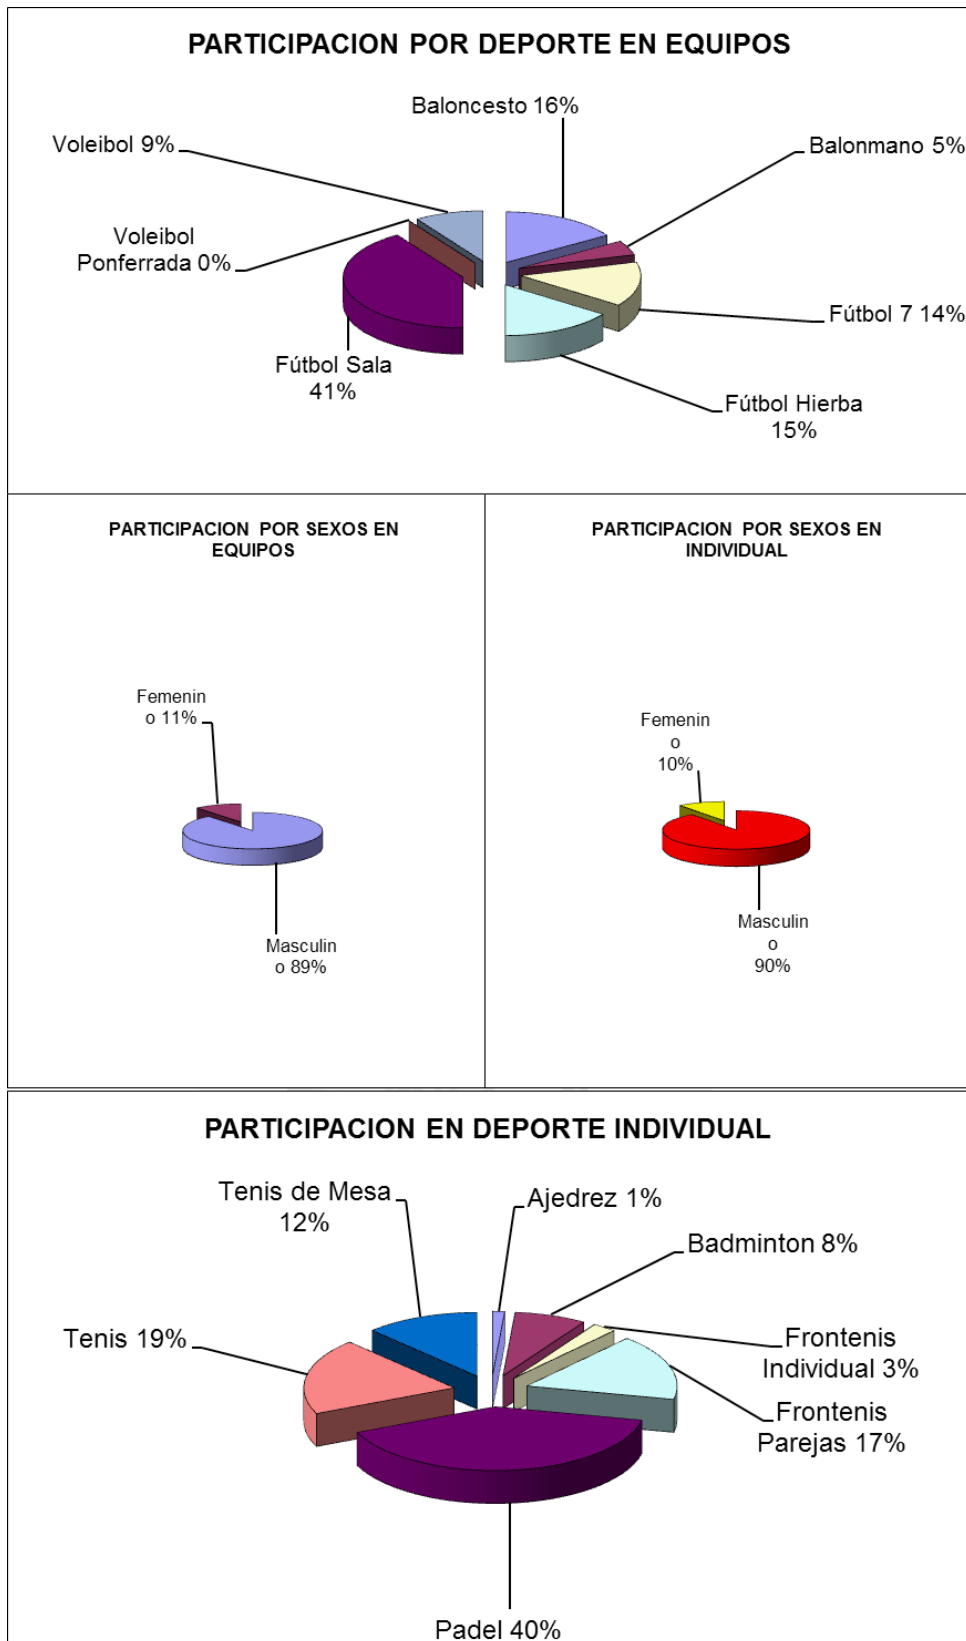 PARTICIPACION POR DEPORTE EN EQUIPOS
Baloncesto 16%
Voleibol 9%
Balonmano 5%
Voleibol
Ponferrada 0%
Fútbol 7 14%
Fútbol Sala
41%
Fútbol Hierba
15%
PARTICIPACION POR SEXOS EN
EQUIPOS
Femenin
o 11%
Masculin
o 89%
PARTICIPACION POR SEXOS EN
INDIVIDUAL
Femenin
o
10%
Masculin
o
90%
PARTICIPACION EN DEPORTE INDIVIDUAL
Tenis de Mesa
12%
Ajedrez 1%
Badminton 8%
Tenis 19%
Frontenis
Individual 3%
Frontenis
Parejas 17%
Padel 40%